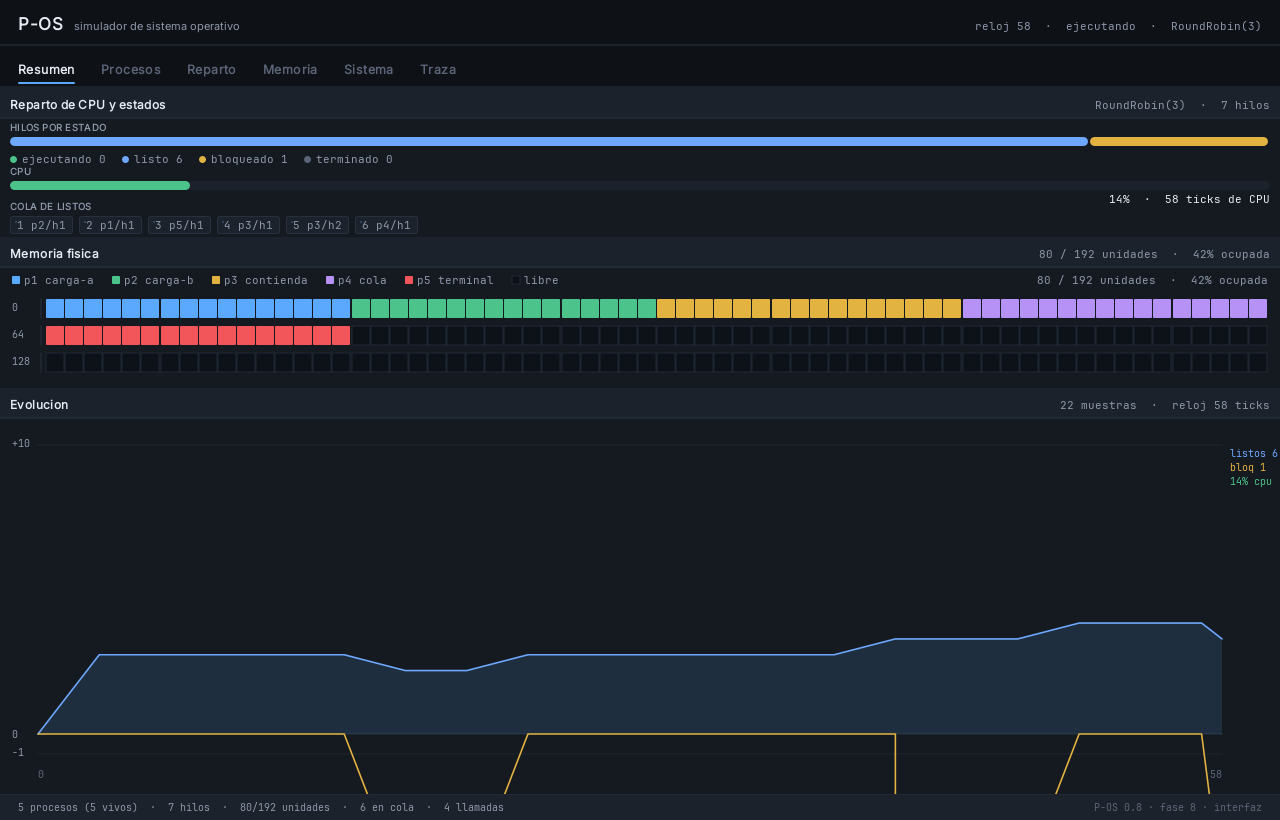 P-OS simulador de sistema operativo reloj 58 · ejecutando · RoundRobin(3)
Resumen Procesos Reparto Memoria Sistema Traza
Reparto de CPU y estados RoundRobin(3) · 7 hilos
HILOS POR ESTADO
ejecutando 0 listo 6 bloqueado 1 terminado 0
CPU
14% · 58 ticks de CPU
COLA DE LISTOS
1 p2/h1 2 p1/h1 3 p5/h1 4 p3/h1 5 p3/h2 6 p4/h1
Memoria fisica 80 / 192 unidades · 42% ocupada
p1 carga-a p2 carga-b p3 contienda p4 cola p5 terminal libre 80 / 192 unidades · 42% ocupada
0
64
128
Evolucion 22 muestras · reloj 58 ticks
+10
listos 6
bloq 1
14% cpu
0
-1
0 58
5 procesos (5 vivos) · 7 hilos · 80/192 unidades · 6 en cola · 4 llamadas P-OS 0.8 · fase 8 · interfaz